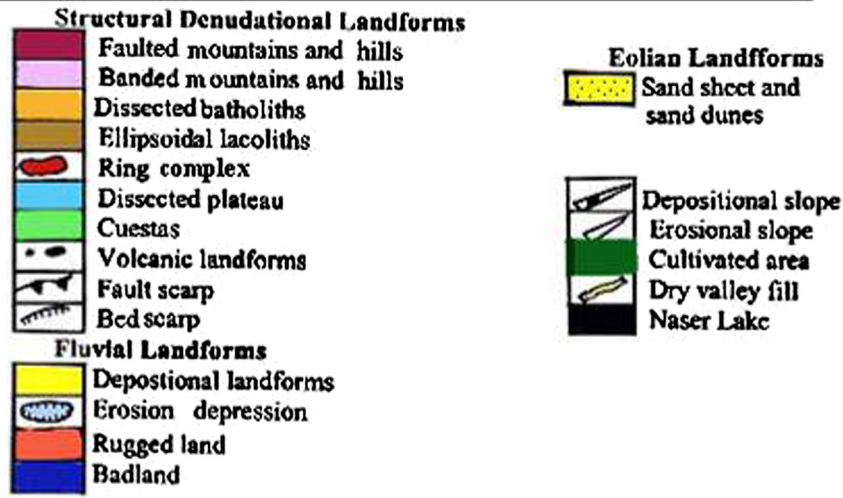 Structural Denudational Landforms
Faulted mountains and hills
Banded mountains and hills
Dissected batholiths
Ellipsoidal lacoliths
Ring complex
Dissected plateau
Cuestas
Volcanic landforms
Fault scarp
Bed scarp
Fluvial Landforms
Depostional landforms
Erosion depression
Rugged land
Badland
Eolian Landfforms
Sand sheet and
sand dunes
Depositional slope
Erosional slope
Cultivated area
Dry valley fill
Naser Lake